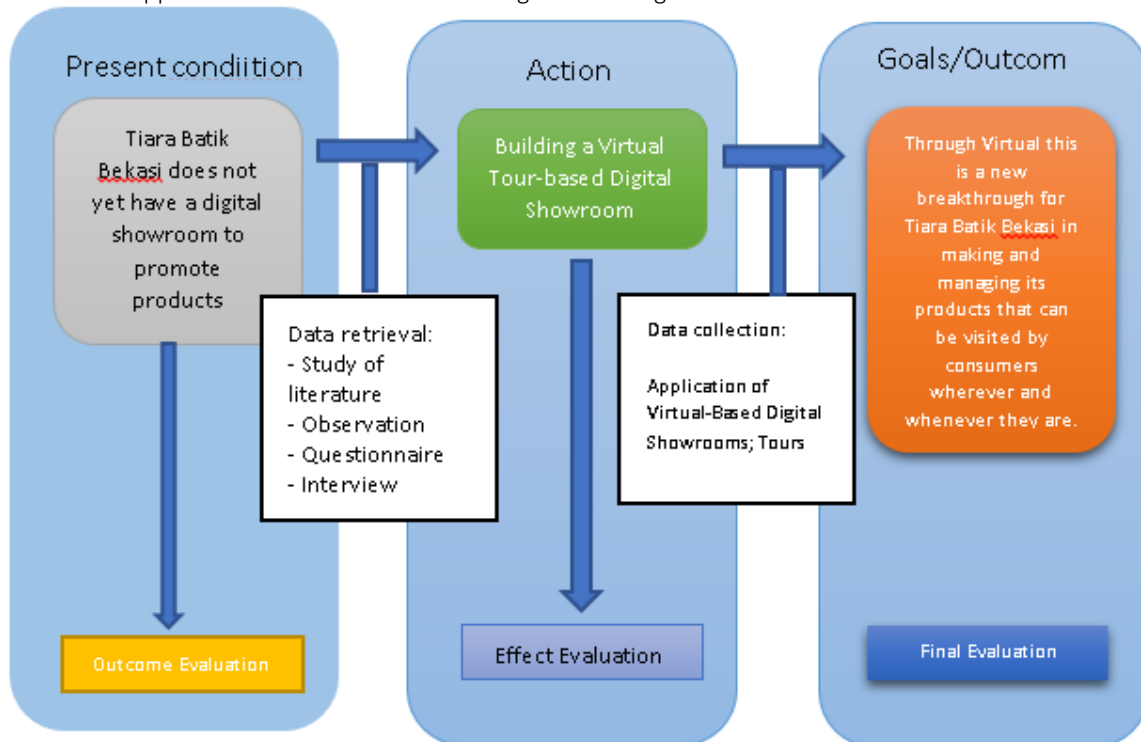 Present condiition
Tiara Batik
Bekasi does not
yet have a digital
showroom to
promote
products
Outcome Evaluation
Data retrieval:
- Study of
literature
- Observation
- Questionnaire
- Interview
Action
Building a Virtual
Tour-based Digital
Showroom
Effect Evaluation
Data collection:
Application of
Virtual-Based Digital
Showrooms; Tours
Goals/Outcom
Through Virtual this
is a new
breakthrough for
Tiara Batik Bekasi in
making and
managing its
products that can
be visited by
consumers
wherever and
whenever they are.
Final Evaluation